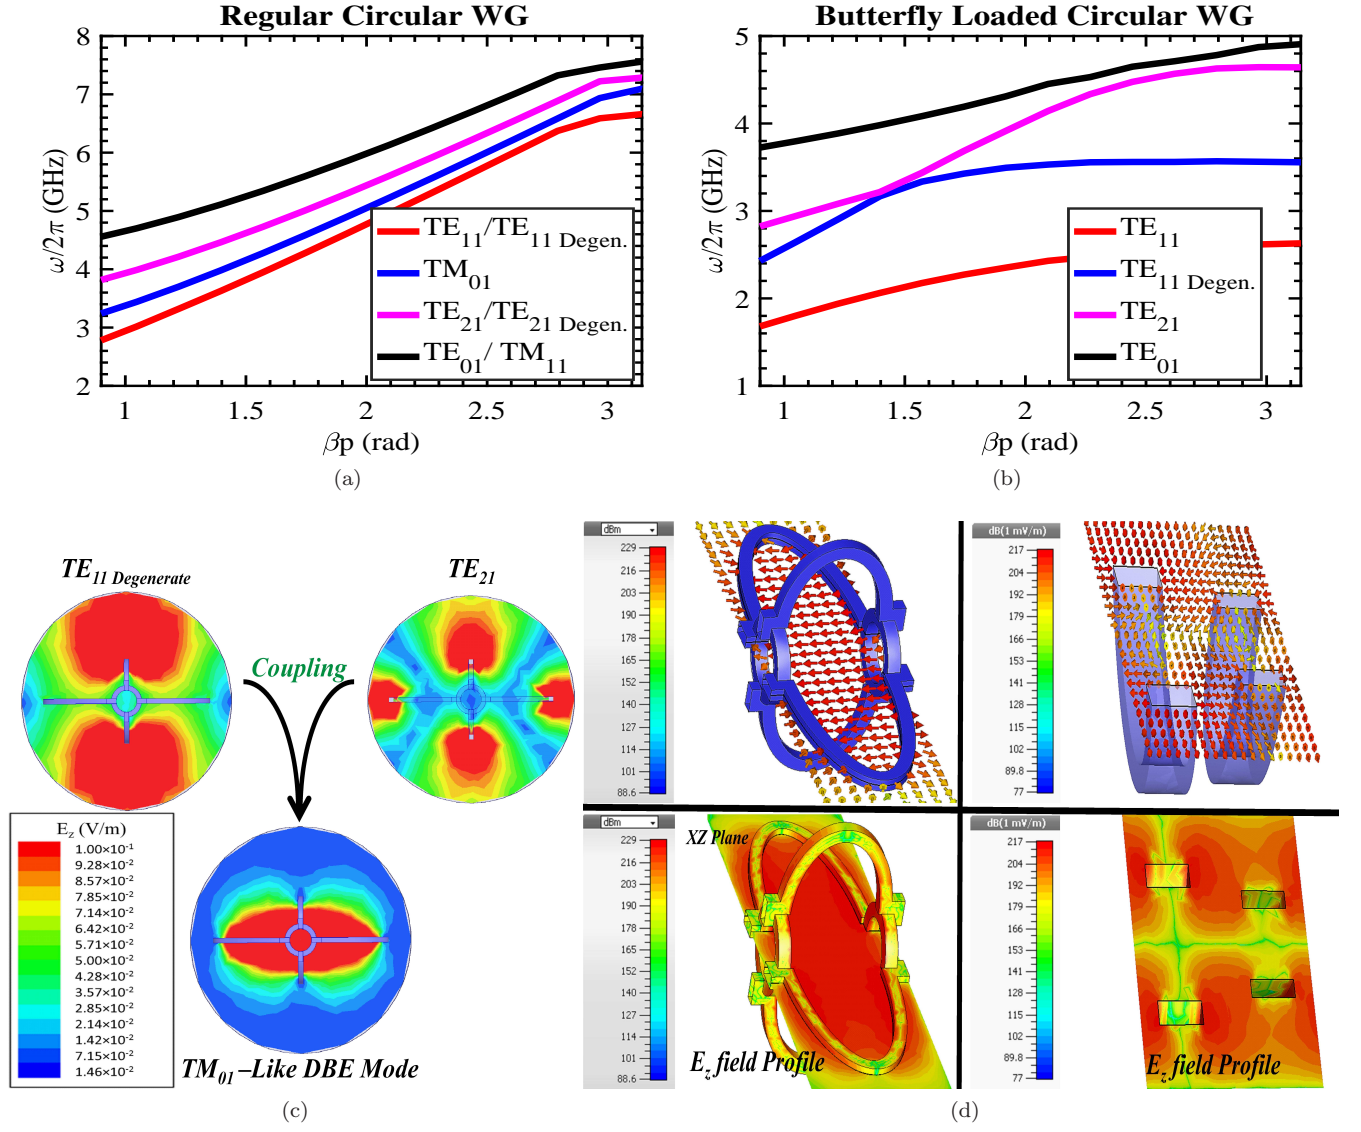 Regular Circular WG
8
7
6
5
4
3
2
ω/2π (GHz)
1
1.5
2
2.5
3
βp (rad)
TE11/TE11 Degen.
TM01
TE21/TE21 Degen.
TE01/ TM11
(a)
Butterfly Loaded Circular WG
5
4
3
2
1
ω/2π (GHz)
1
1.5
2
2.5
3
βp (rad)
TE11
TE11 Degen.
TE21
TE01
(b)
TE11 Degenerate
TE21
Coupling
Ez (V/m)
1.00×10-1
9.28×10-2
8.57×10-2
7.85×10-2
7.14×10-2
6.42×10-2
5.71×10-2
5.00×10-2
4.28×10-2
3.57×10-2
2.85×10-2
2.14×10-2
1.42×10-2
7.15×10-2
1.46×10-2
TM01–Like DBE Mode
(c)
dBm
229
215
202
190
177
165
152
140
127
114
101
88.6
dB(1 mV/m)
217
204
192
179
166
153
141
128
115
102
89.8
77
dBm
229
215
202
190
177
165
152
140
127
114
101
88.6
XZ Plane
Ez field Profile
dB(1 mV/m)
217
204
192
179
166
153
141
128
115
102
89.8
77
Ez field Profile
(d)